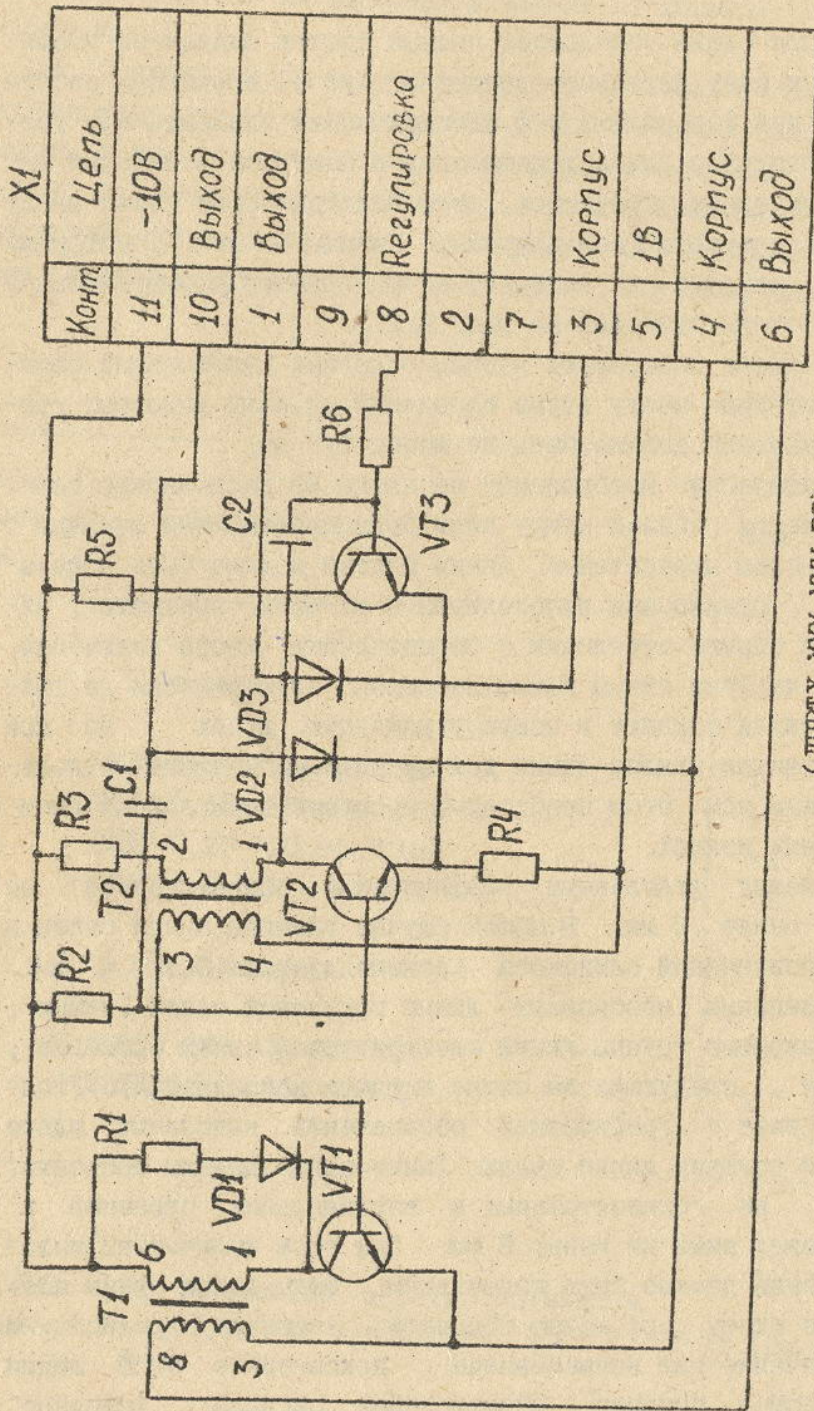 X1
Конт. Цепь
11 -10В
10 Выход
1 Выход
9
8 Регулировка
2
7
3 Корпус
5 1В
4 Корпус
6 Выход
R5
C2
R6
VT3
R3
C1
VD3
VD2
T2
2
1
3
4
VT2
R4
R2
R1
VD1
VT1
T1
6
1
8
3